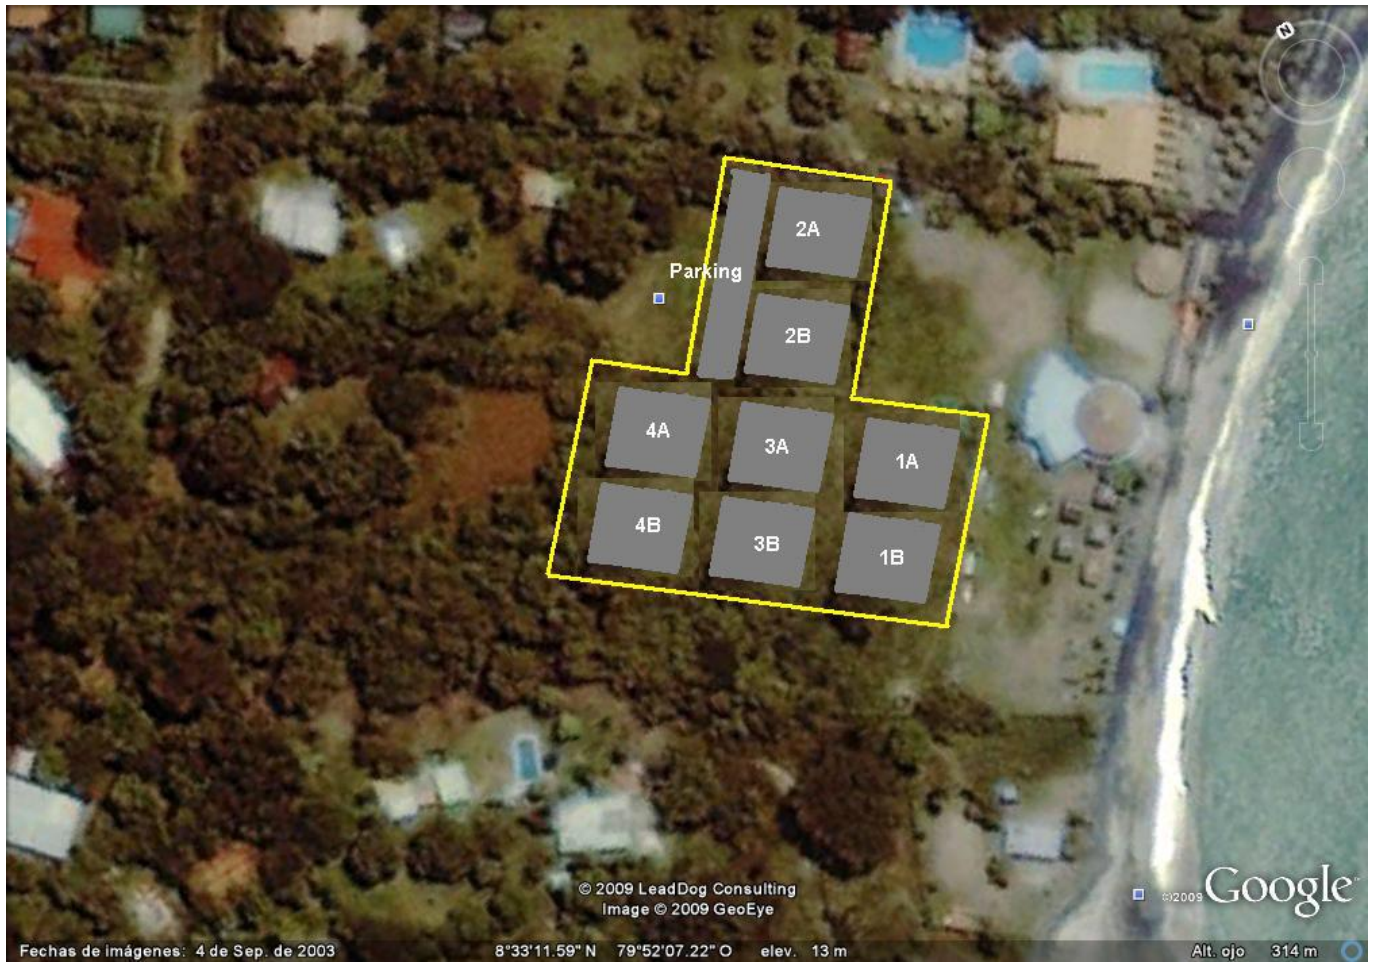 N
2A
Parking
2B
4A
3A
1A
4B
3B
1B
© 2009 LeadDog Consulting
Image © 2009 GeoEye
©2009 Google™
Fechas de imágenes: 4 de Sep. de 2003 8°33'11.59" N 79°52'07.22" O elev. 13 m Alt. ojo 314 m